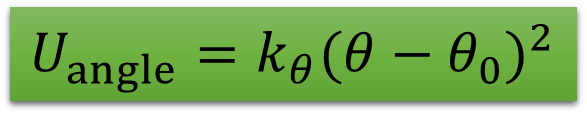 U_angle = k_θ(θ − θ_0)^2